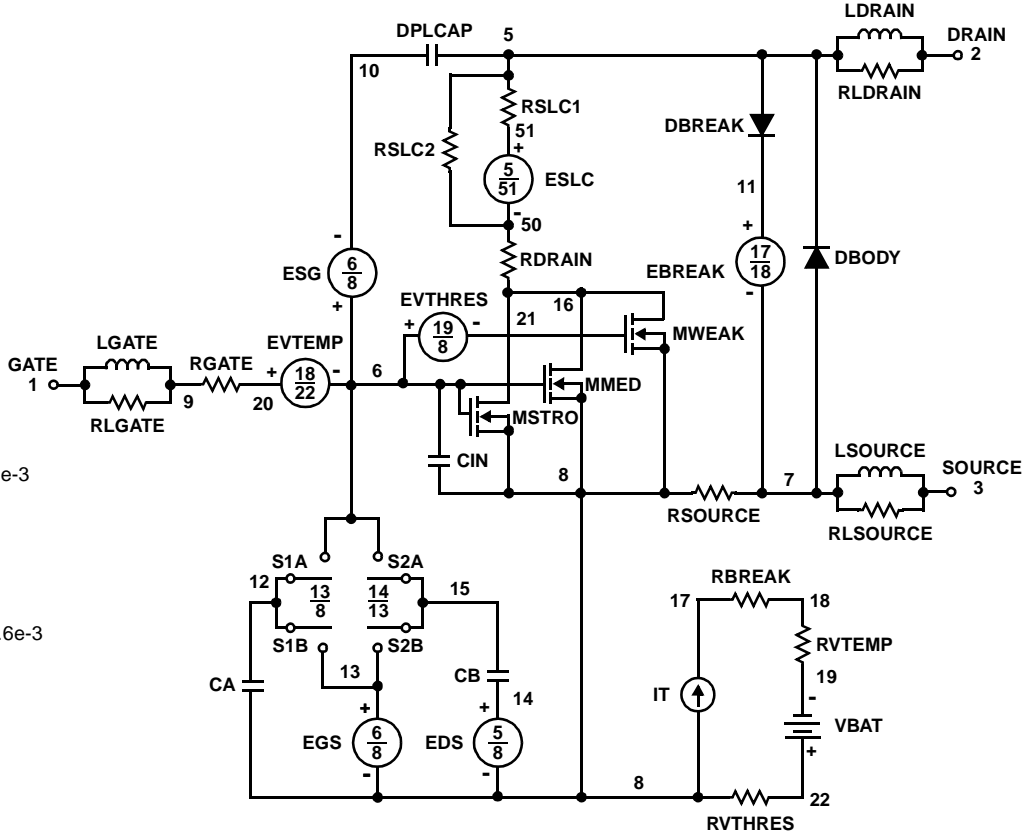 LDRAIN
DPLCAP
5
DRAIN
2
10
RLDRAIN
RSLC1
DBREAK
51
RSLC2
+
5
51
ESLC
11
-
50
-
+
RDRAIN
17
18
EBREAK
DBODY
6
8
ESG
EVTHRES
16
-
+
+
19
8
-
21
MWEAK
LGATE
EVTEMP
GATE
1
RGATE
+
18
22
-
6
MMED
9
20
RLGATE
MSTRO
e-3
CIN
LSOURCE
8
7
SOURCE
3
RSOURCE
RLSOURCE
S1A
S2A
12
13
8
14
13
15
RBREAK
17
18
.6e-3
S1B
S2B
RVTEMP
13
CB
19
CA
14
IT
-
+
+
VBAT
EGS
6
8
EDS
5
8
+
-
-
8
22
RVTHRES